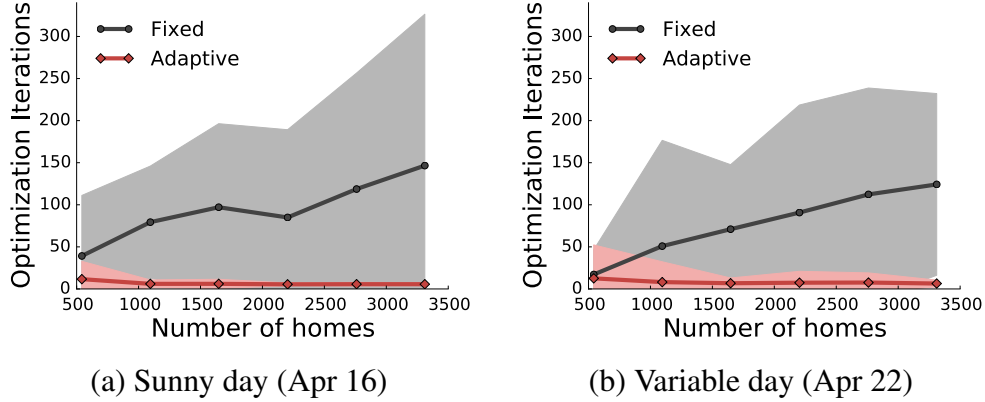 Optimization Iterations
300
250
200
150
100
50
0
Fixed
Adaptive
500 1000 1500 2000 2500 3000 3500
Number of homes
(a) Sunny day (Apr 16)
Optimization Iterations
300
250
200
150
100
50
0
Fixed
Adaptive
500 1000 1500 2000 2500 3000 3500
Number of homes
(b) Variable day (Apr 22)